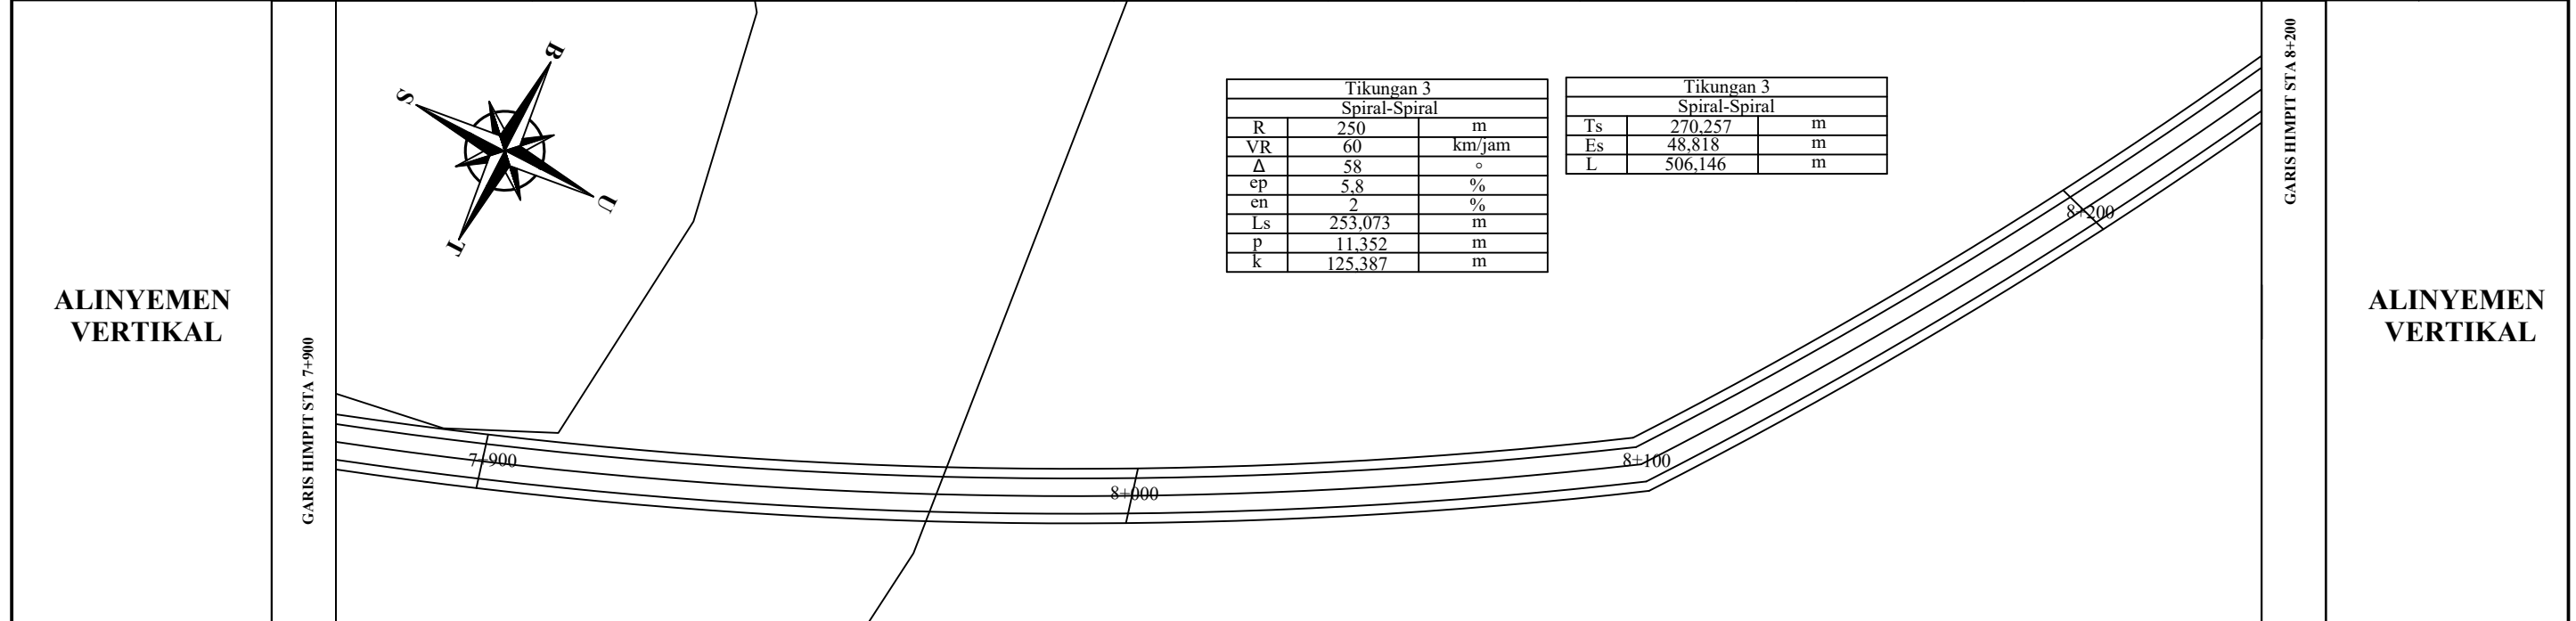 ALINYEMEN
VERTIKAL
GARIS HIMPIT STA 7+900
B
S
U
T
Tikungan 3
Spiral-Spiral
R 250 m
VR 60 km/jam
Δ 58 °
ep 5,8 %
en 2 %
Ls 253,073 m
p 11,352 m
k 125,387 m
Tikungan 3
Spiral-Spiral
Ts 270,257 m
Es 48,818 m
L 506,146 m
7+900
8+000
8+100
8+200
GARIS HIMPIT STA 8+200
ALINYEMEN
VERTIKAL